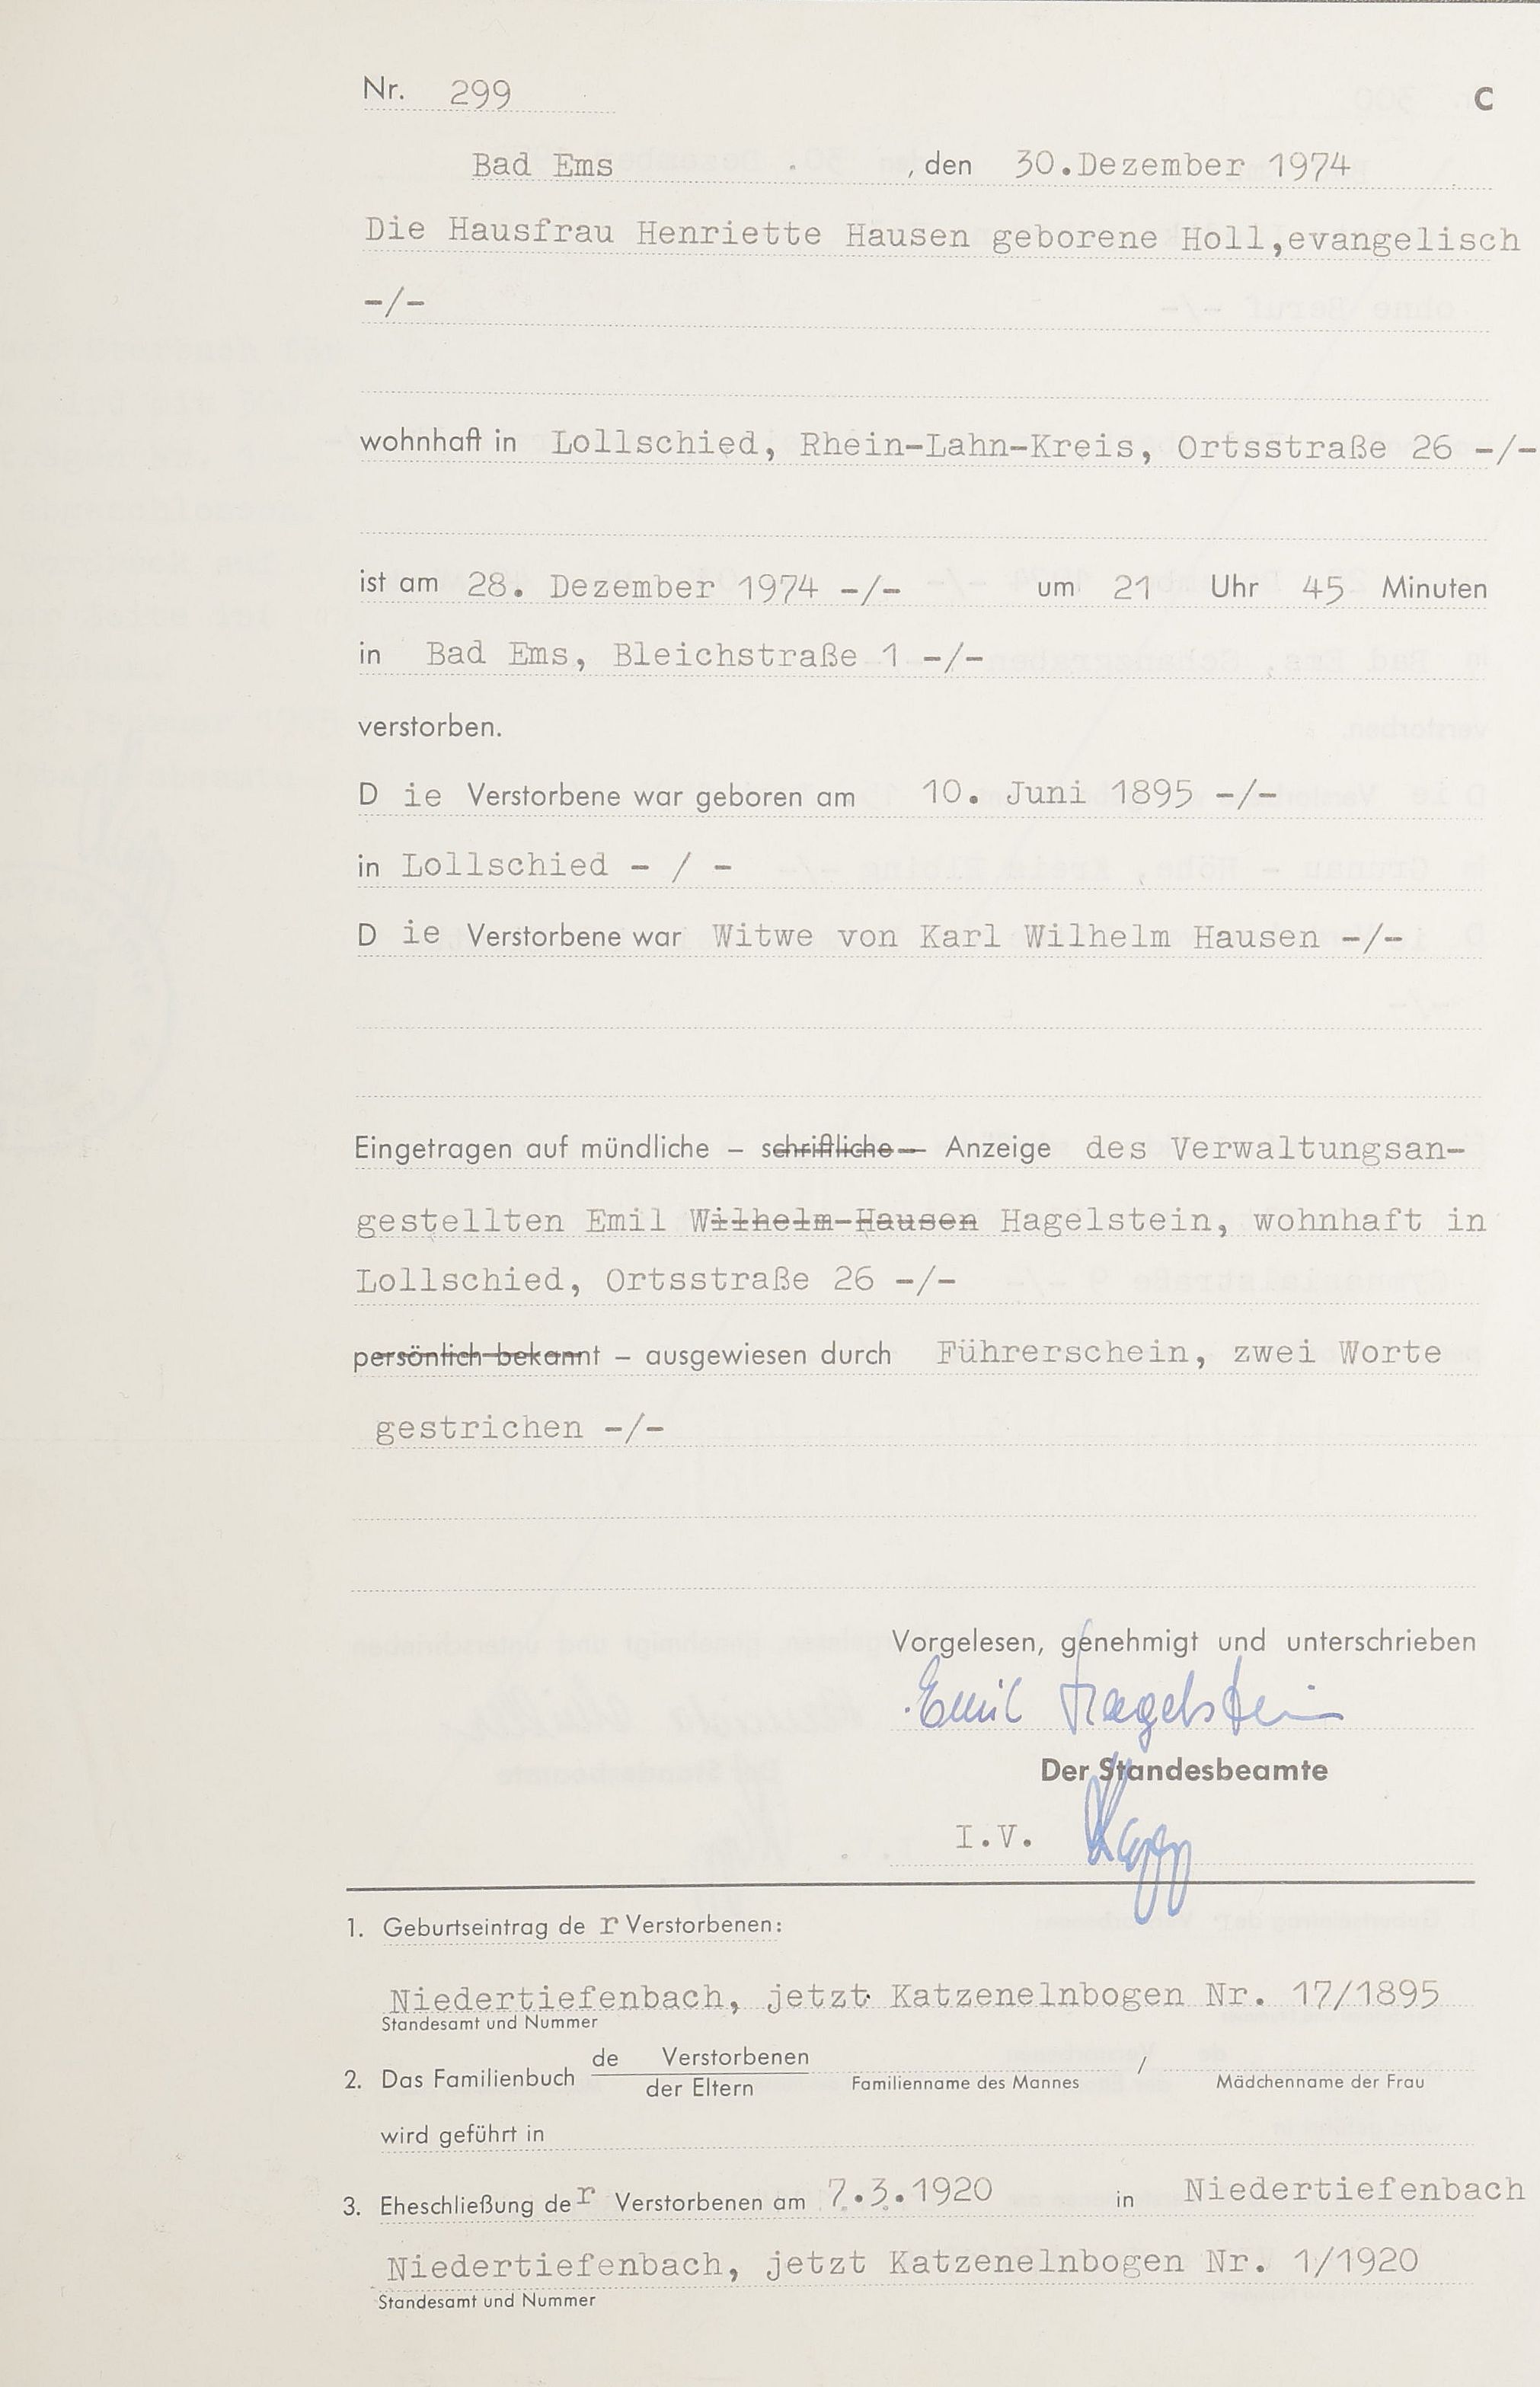 Nr. 299 C
Bad Ems , den 30.Dezember 1974
Die Hausfrau Henriette Hausen geborene Holl,evangelisch
-/-
wohnhaft in Lollschied, Rhein-Lahn-Kreis, Ortsstraße 26 -/-
ist am 28. Dezember 1974 -/- um 21 Uhr 45 Minuten
in Bad Ems, Bleichstraße 1 -/-
verstorben.
D ie Verstorbene war geboren am 10. Juni 1895 -/-
in Lollschied - / -
D ie Verstorbene war Witwe von Karl Wilhelm Hausen -/-
Eingetragen auf mündliche – schriftliche – Anzeige des Verwaltungsan-
gestellten Emil Wilhelm-Hausen Hagelstein, wohnhaft in
Lollschied, Ortsstraße 26 -/-
persönlich bekannt – ausgewiesen durch Führerschein, zwei Worte
gestrichen -/-
Vorgelesen, genehmigt und unterschrieben
Emil Hagelstein
Der Standesbeamte
I.V.
1. Geburtseintrag de r Verstorbenen:
Niedertiefenbach, jetzt Katzenelnbogen Nr. 17/1895
Standesamt und Nummer
de Verstorbenen /
2. Das Familienbuch der Eltern Familienname des Mannes Mädchenname der Frau
wird geführt in
3. Eheschließung de r Verstorbenen am 7.3.1920 in Niedertiefenbach
Niedertiefenbach, jetzt Katzenelnbogen Nr. 1/1920
Standesamt und Nummer